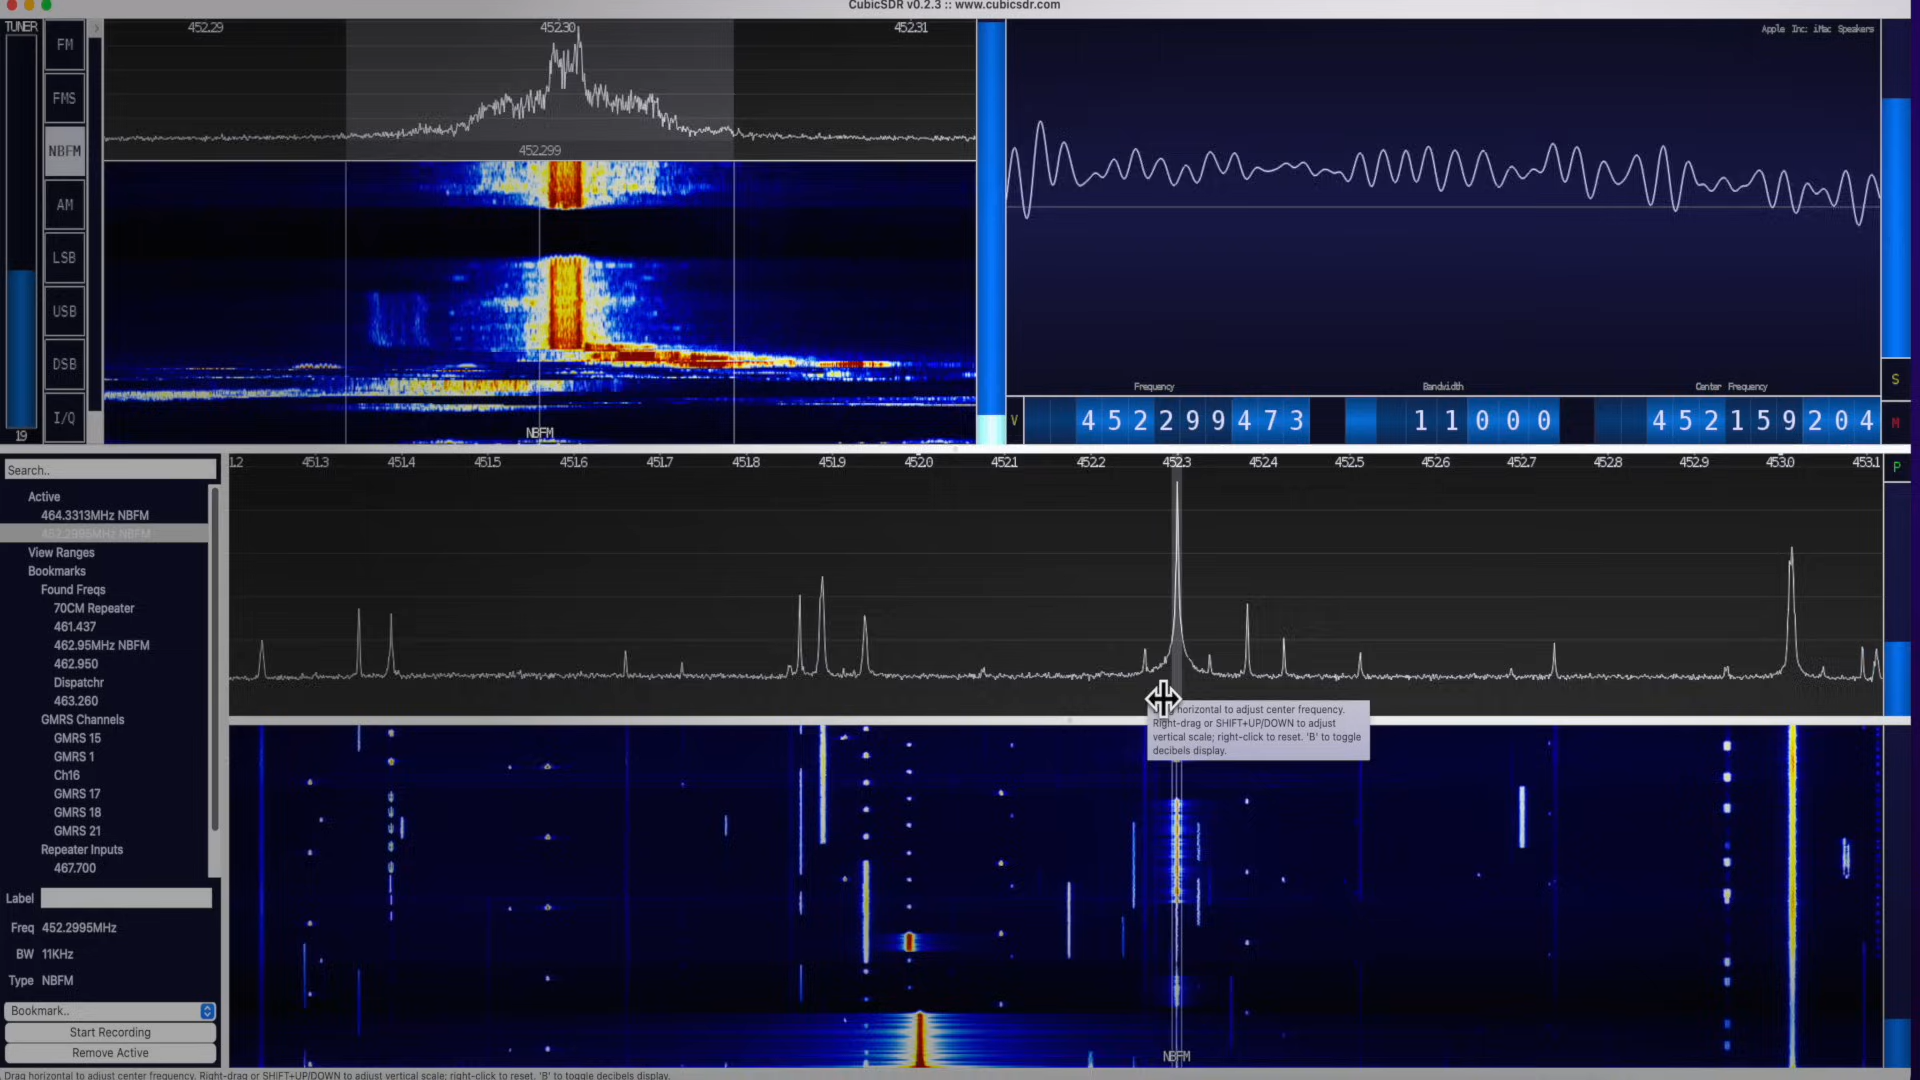 CubicSDR v0.2.3 :: www.cubicsdr.com
TUNER
FM
FMS
NBFM
AM
LSB
USB
DSB
I/Q
19
452.29
452.30
452.31
452.299
NBFM
Apple Inc: iMac Speakers
Frequency
Bandwidth
Center Frequency
V
452299473
11000
452159204
S
M
P
Search..
Active
464.3313MHz NBFM
452.2995MHz NBFM
View Ranges
Bookmarks
Found Freqs
70CM Repeater
461.437
462.95MHz NBFM
462.950
Dispatchr
463.260
GMRS Channels
GMRS 15
GMRS 1
Ch16
GMRS 17
GMRS 18
GMRS 21
Repeater Inputs
467.700
Label
Freq 452.2995MHz
BW 11KHz
Type NBFM
Bookmark..
Start Recording
Remove Active
1.2 451.3 451.4 451.5 451.6 451.7 451.8 451.9 452.0 452.1 452.2 452.3 452.4 452.5 452.6 452.7 452.8 452.9 453.0 453.1
horizontal to adjust center frequency.
Right-drag or SHIFT+UP/DOWN to adjust
vertical scale; right-click to reset. 'B' to toggle
decibels display.
NBFM
Drag horizontal to adjust center frequency. Right-drag or SHIFT+UP/DOWN to adjust vertical scale; right-click to reset. 'B' to toggle decibels display.